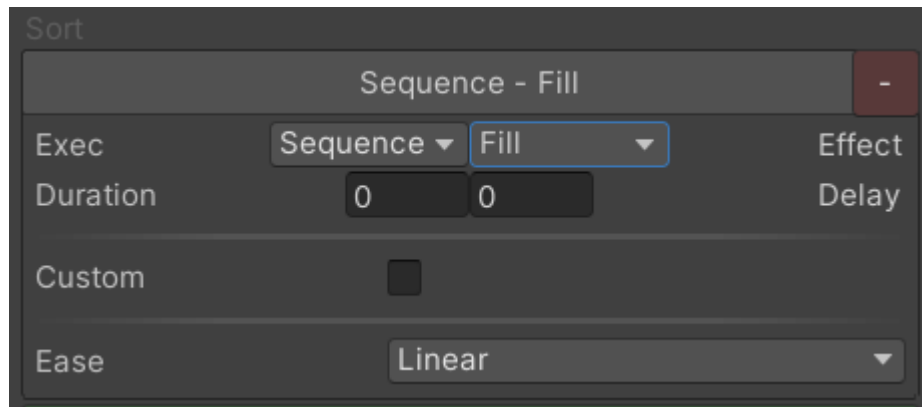 Sort
Sequence - Fill -
Exec Sequence Fill Effect
Duration 0 0 Delay
Custom
Ease Linear